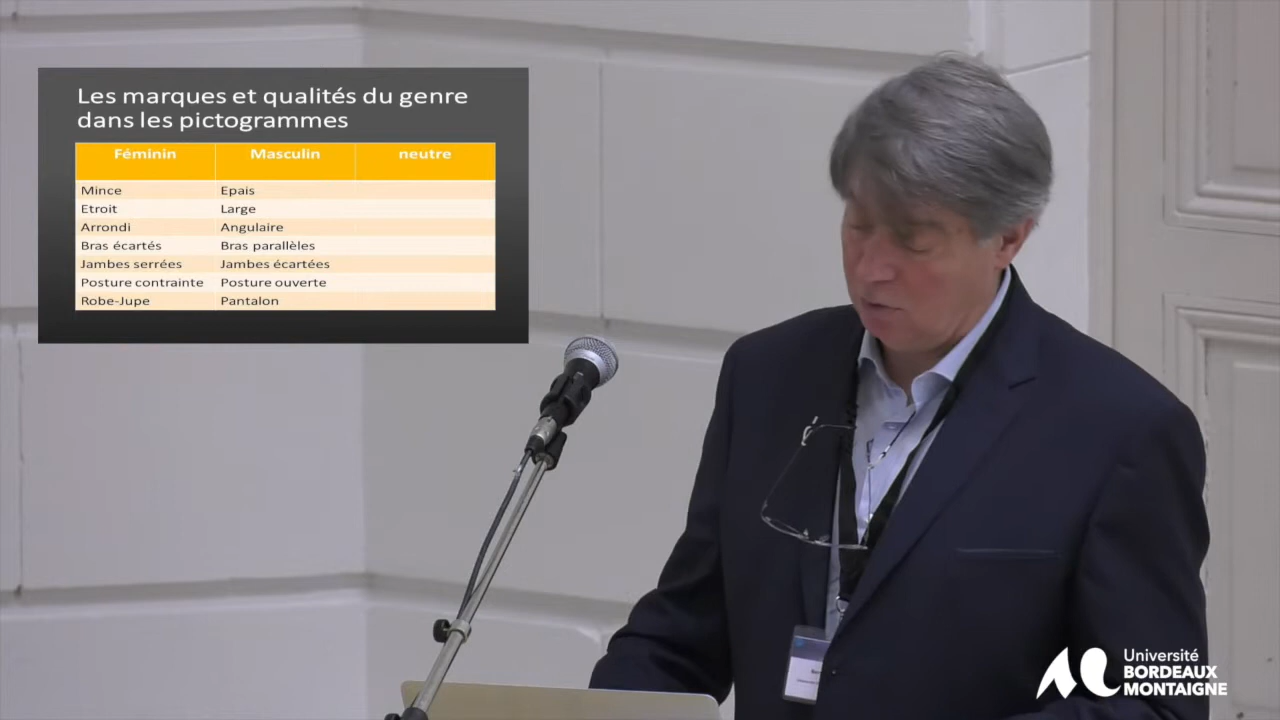 Les marques et qualités du genre
dans les pictogrammes
Féminin Masculin neutre
Mince Epais
Etroit Large
Arrondi Angulaire
Bras écartés Bras parallèles
Jambes serrées Jambes écartées
Posture contrainte Posture ouverte
Robe-Jupe Pantalon
Université
BORDEAUX
MONTAIGNE